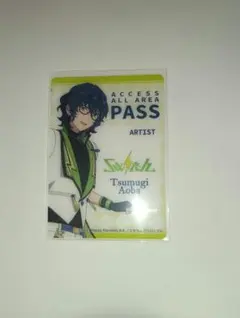 ACCESS
ALL AREA
PASS
ARTIST
Switch
Tsumugi
Aoba